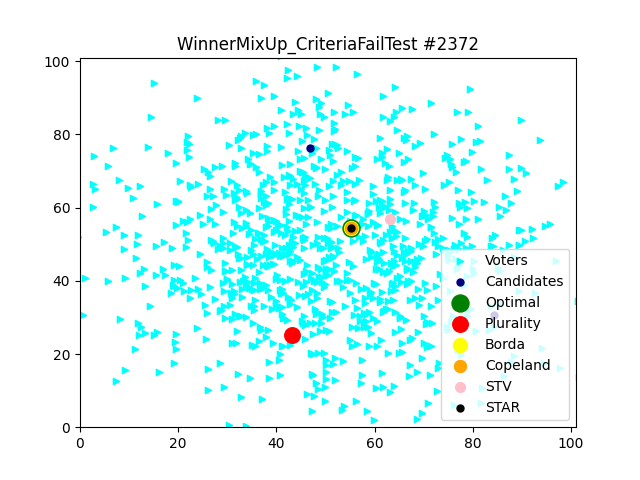 WinnerMixUp_CriteriaFailTest #2372
100
80
60
40
20
0
0
20
40
60
80
100
Voters
Candidates
Optimal
Plurality
Borda
Copeland
STV
STAR